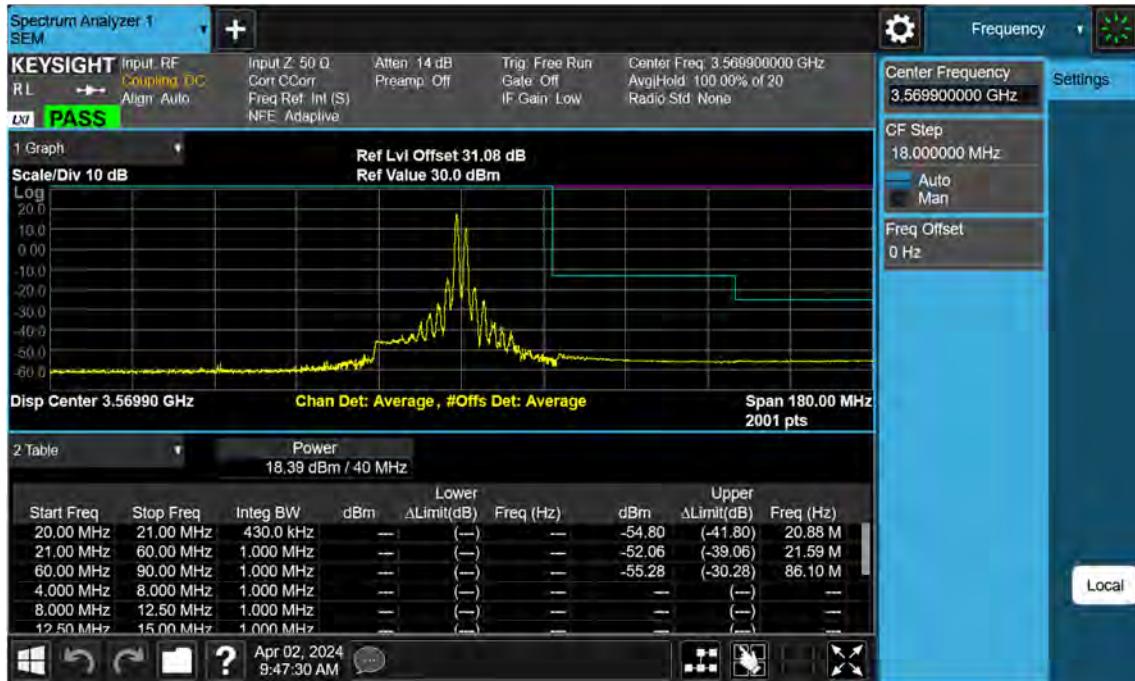 Spectrum Analyzer 1
SEM
+
Frequency
KEYSIGHT
RL
LXI
PASS
Input: RF
Coupling: DC
Align: Auto
Input Z: 50 Ω
Corr CCorr
Freq Ref: Int (S)
NFE: Adaptive
Atten: 14 dB
Preamp: Off
Trig: Free Run
Gate: Off
IF Gain: Low
Center Freq: 3.569900000 GHz
Avg|Hold: 100.00% of 20
Radio Std: None
Center Frequency
3.569900000 GHz
Settings
CF Step
18.000000 MHz
Auto
Man
Freq Offset
0 Hz
Local
1 Graph
Scale/Div 10 dB
Ref Lvl Offset 31.08 dB
Ref Value 30.0 dBm
Log
20.0
10.0
0.00
-10.0
-20.0
-30.0
-40.0
-50.0
-60.0
Disp Center 3.56990 GHz
Chan Det: Average, #Offs Det: Average
Span 180.00 MHz
2001 pts
2 Table
Power
18.39 dBm / 40 MHz
Lower Upper
Start Freq Stop Freq Integ BW dBm ΔLimit(dB) Freq (Hz) dBm ΔLimit(dB) Freq (Hz)
20.00 MHz 21.00 MHz 430.0 kHz --- (---) --- -54.80 (-41.80) 20.88 M
21.00 MHz 60.00 MHz 1.000 MHz --- (---) --- -52.06 (-39.06) 21.59 M
60.00 MHz 90.00 MHz 1.000 MHz --- (---) --- -55.28 (-30.28) 86.10 M
4.000 MHz 8.000 MHz 1.000 MHz --- (---) --- --- (---) ---
8.000 MHz 12.50 MHz 1.000 MHz --- (---) --- --- (---) ---
12.50 MHz 15.00 MHz 1.000 MHz --- (---) --- --- (---) ---
?
Apr 02, 2024
9:47:30 AM